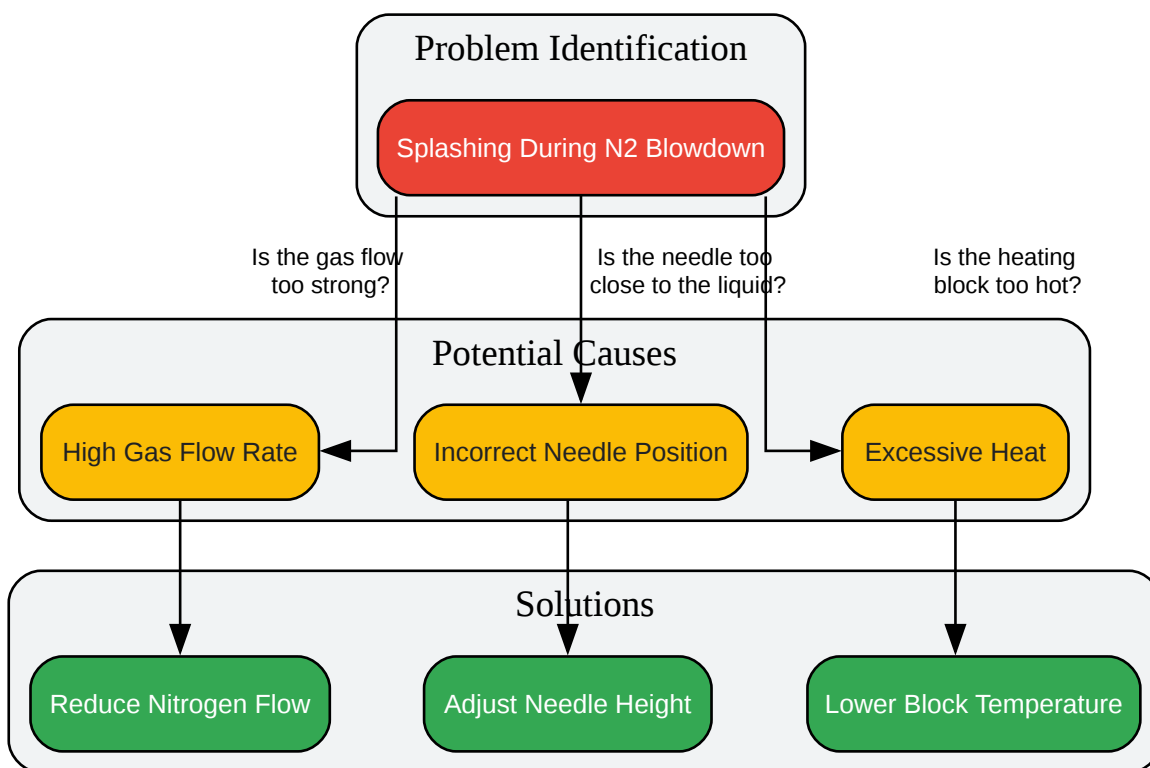 Problem Identification
Splashing During N2 Blowdown
Is the gas flow
too strong?
Is the needle too
close to the liquid?
Is the heating
block too hot?
Potential Causes
High Gas Flow Rate
Incorrect Needle Position
Excessive Heat
Solutions
Reduce Nitrogen Flow
Adjust Needle Height
Lower Block Temperature